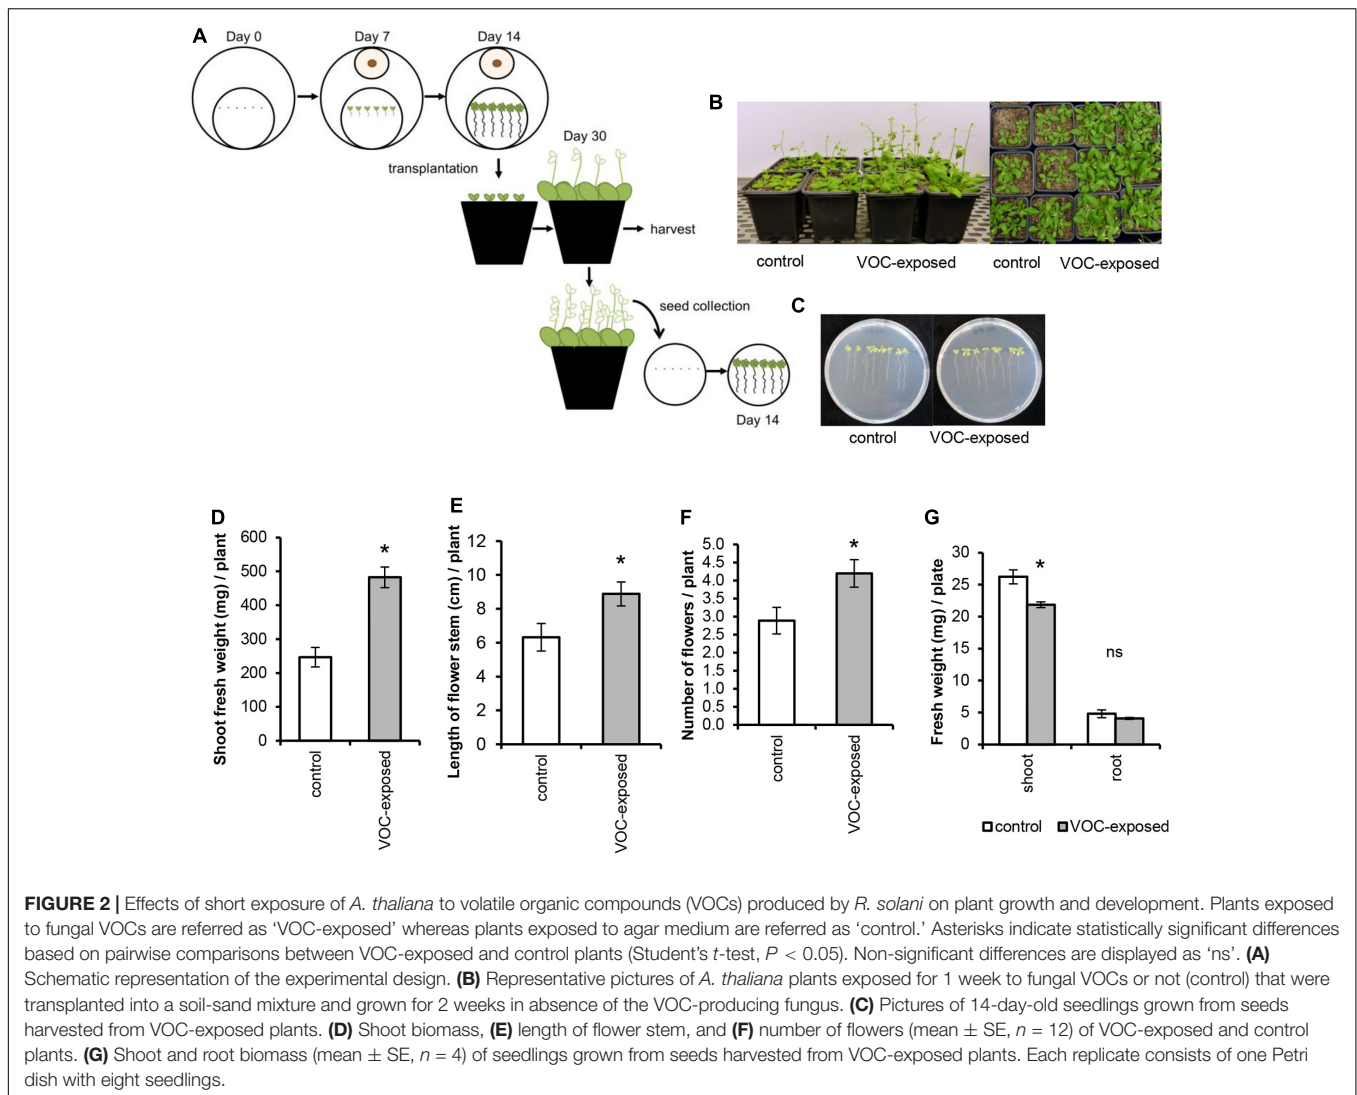 A
Day 0
Day 7
Day 14
transplantation
Day 30
harvest
seed collection
Day 14
B
control
VOC-exposed
control
VOC-exposed
C
control
VOC-exposed
D
Shoot fresh weight (mg) / plant
600
500
400
300
200
100
0
*
control
VOC-exposed
E
Length of flower stem (cm) / plant
12
10
8
6
4
2
0
*
control
VOC-exposed
F
Number of flowers / plant
5.0
4.5
4.0
3.5
3.0
2.5
2.0
1.5
1.0
0.5
0.0
*
control
VOC-exposed
G
Fresh weight (mg) / plate
30
25
20
15
10
5
0
*
ns
shoot
root
control
VOC-exposed
FIGURE 2 | Effects of short exposure of A. thaliana to volatile organic compounds (VOCs) produced by R. solani on plant growth and development. Plants exposed
to fungal VOCs are referred as ‘VOC-exposed’ whereas plants exposed to agar medium are referred as ‘control.’ Asterisks indicate statistically significant differences
based on pairwise comparisons between VOC-exposed and control plants (Student’s t-test, P < 0.05). Non-significant differences are displayed as ‘ns’. (A)
Schematic representation of the experimental design. (B) Representative pictures of A. thaliana plants exposed for 1 week to fungal VOCs or not (control) that were
transplanted into a soil-sand mixture and grown for 2 weeks in absence of the VOC-producing fungus. (C) Pictures of 14-day-old seedlings grown from seeds
harvested from VOC-exposed plants. (D) Shoot biomass, (E) length of flower stem, and (F) number of flowers (mean ± SE, n = 12) of VOC-exposed and control
plants. (G) Shoot and root biomass (mean ± SE, n = 4) of seedlings grown from seeds harvested from VOC-exposed plants. Each replicate consists of one Petri
dish with eight seedlings.